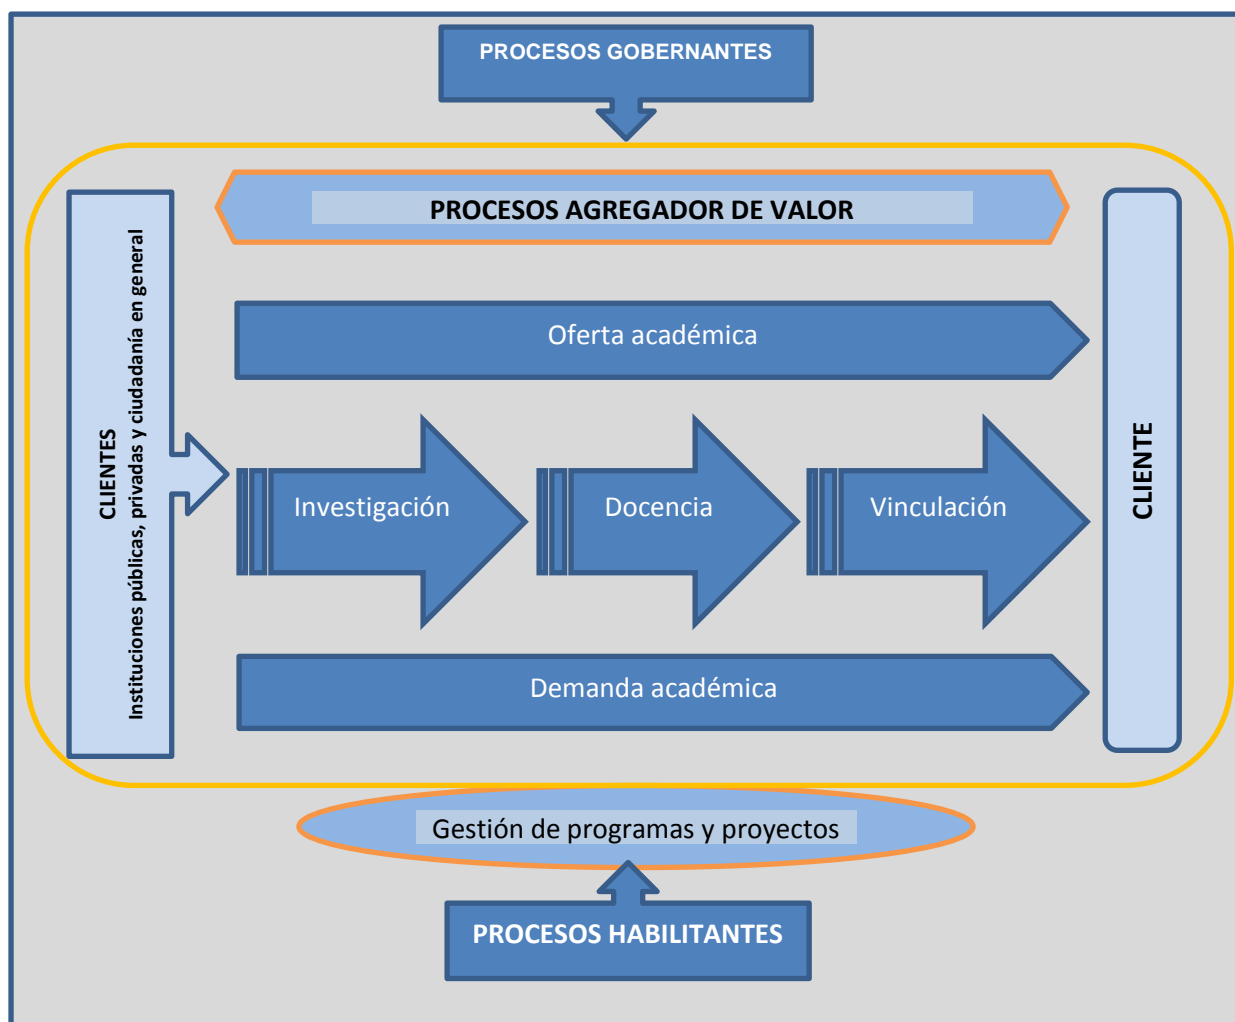 PROCESOS GOBERNANTES
PROCESOS AGREGADOR DE VALOR
CLIENTES
Instituciones públicas, privadas y ciudadanía en general
Oferta académica
Investigación
Docencia
Vinculación
Demanda académica
CLIENTE
Gestión de programas y proyectos
PROCESOS HABILITANTES